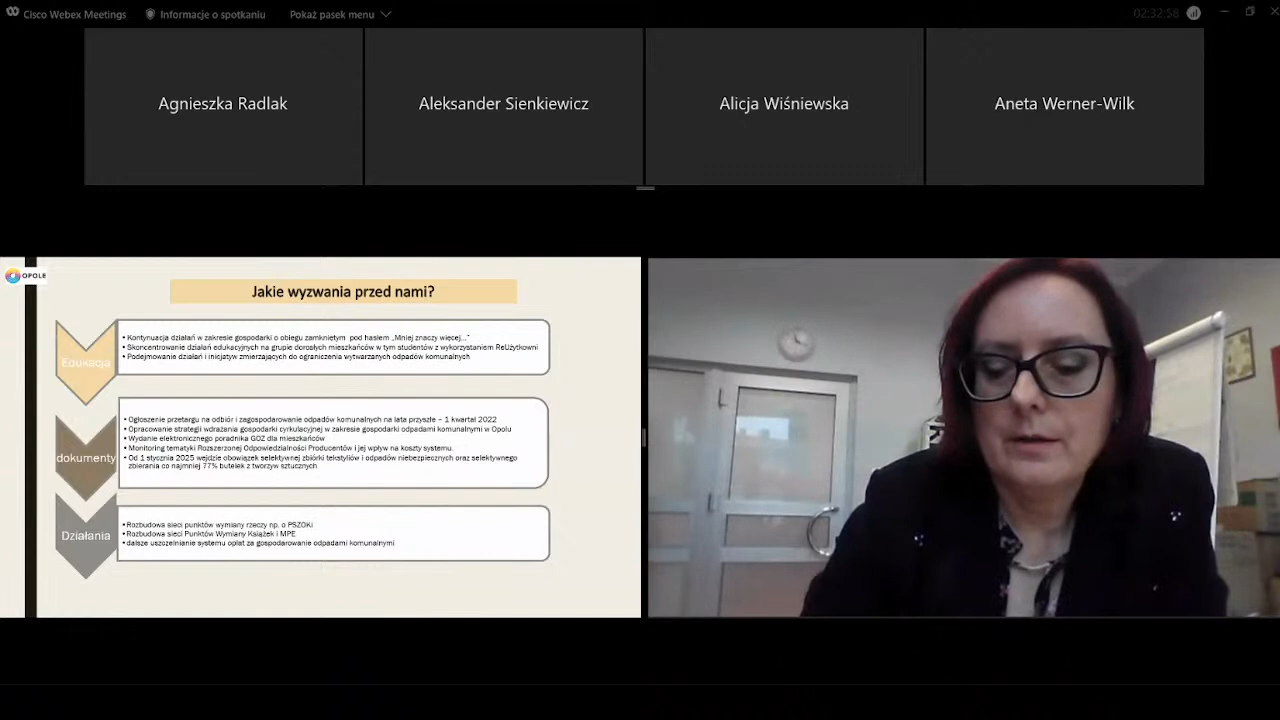 Cisco Webex Meetings
Informacje o spotkaniu
Pokaż pasek menu
02:32:58
Agnieszka Radlak
Aleksander Sienkiewicz
Alicja Wiśniewska
Aneta Werner-Wilk
OPOLE
Jakie wyzwania przed nami?
Edukacja
• Kontynuacja działań w zakresie gospodarki o obiegu zamkniętym pod hasłem „Mniej znaczy więcej...”
• Skoncentrowanie działań edukacyjnych na grupie dorosłych mieszkańców w tym studentów z wykorzystaniem ReUżytkowni
• Podejmowanie działań i inicjatyw zmierzających do ograniczenia wytwarzanych odpadów komunalnych
dokumenty
• Ogłoszenie przetargu na odbiór i zagospodarowanie odpadów komunalnych na lata przyszłe – 1 kwartał 2022
• Opracowanie strategii wdrażania gospodarki cyrkulacyjnej w zakresie gospodarki odpadami komunalnymi w Opolu
• Wydanie elektronicznego poradnika GOZ dla mieszkańców
• Monitoring tematyki Rozszerzonej Odpowiedzialności Producentów i jej wpływ na koszty systemu.
• Od 1 stycznia 2025 wejdzie obowiązek selektywnej zbiórki tekstyliów i odpadów niebezpiecznych oraz selektywnego
zbierania co najmniej 77% butelek z tworzyw sztucznych
Działania
• Rozbudowa sieci punktów wymiany rzeczy np. o PSZOKi
• Rozbudowa sieci Punktów Wymiany Książek i MPE
• dalsze uszczelnianie systemu opłat za gospodarowanie odpadami komunalnymi